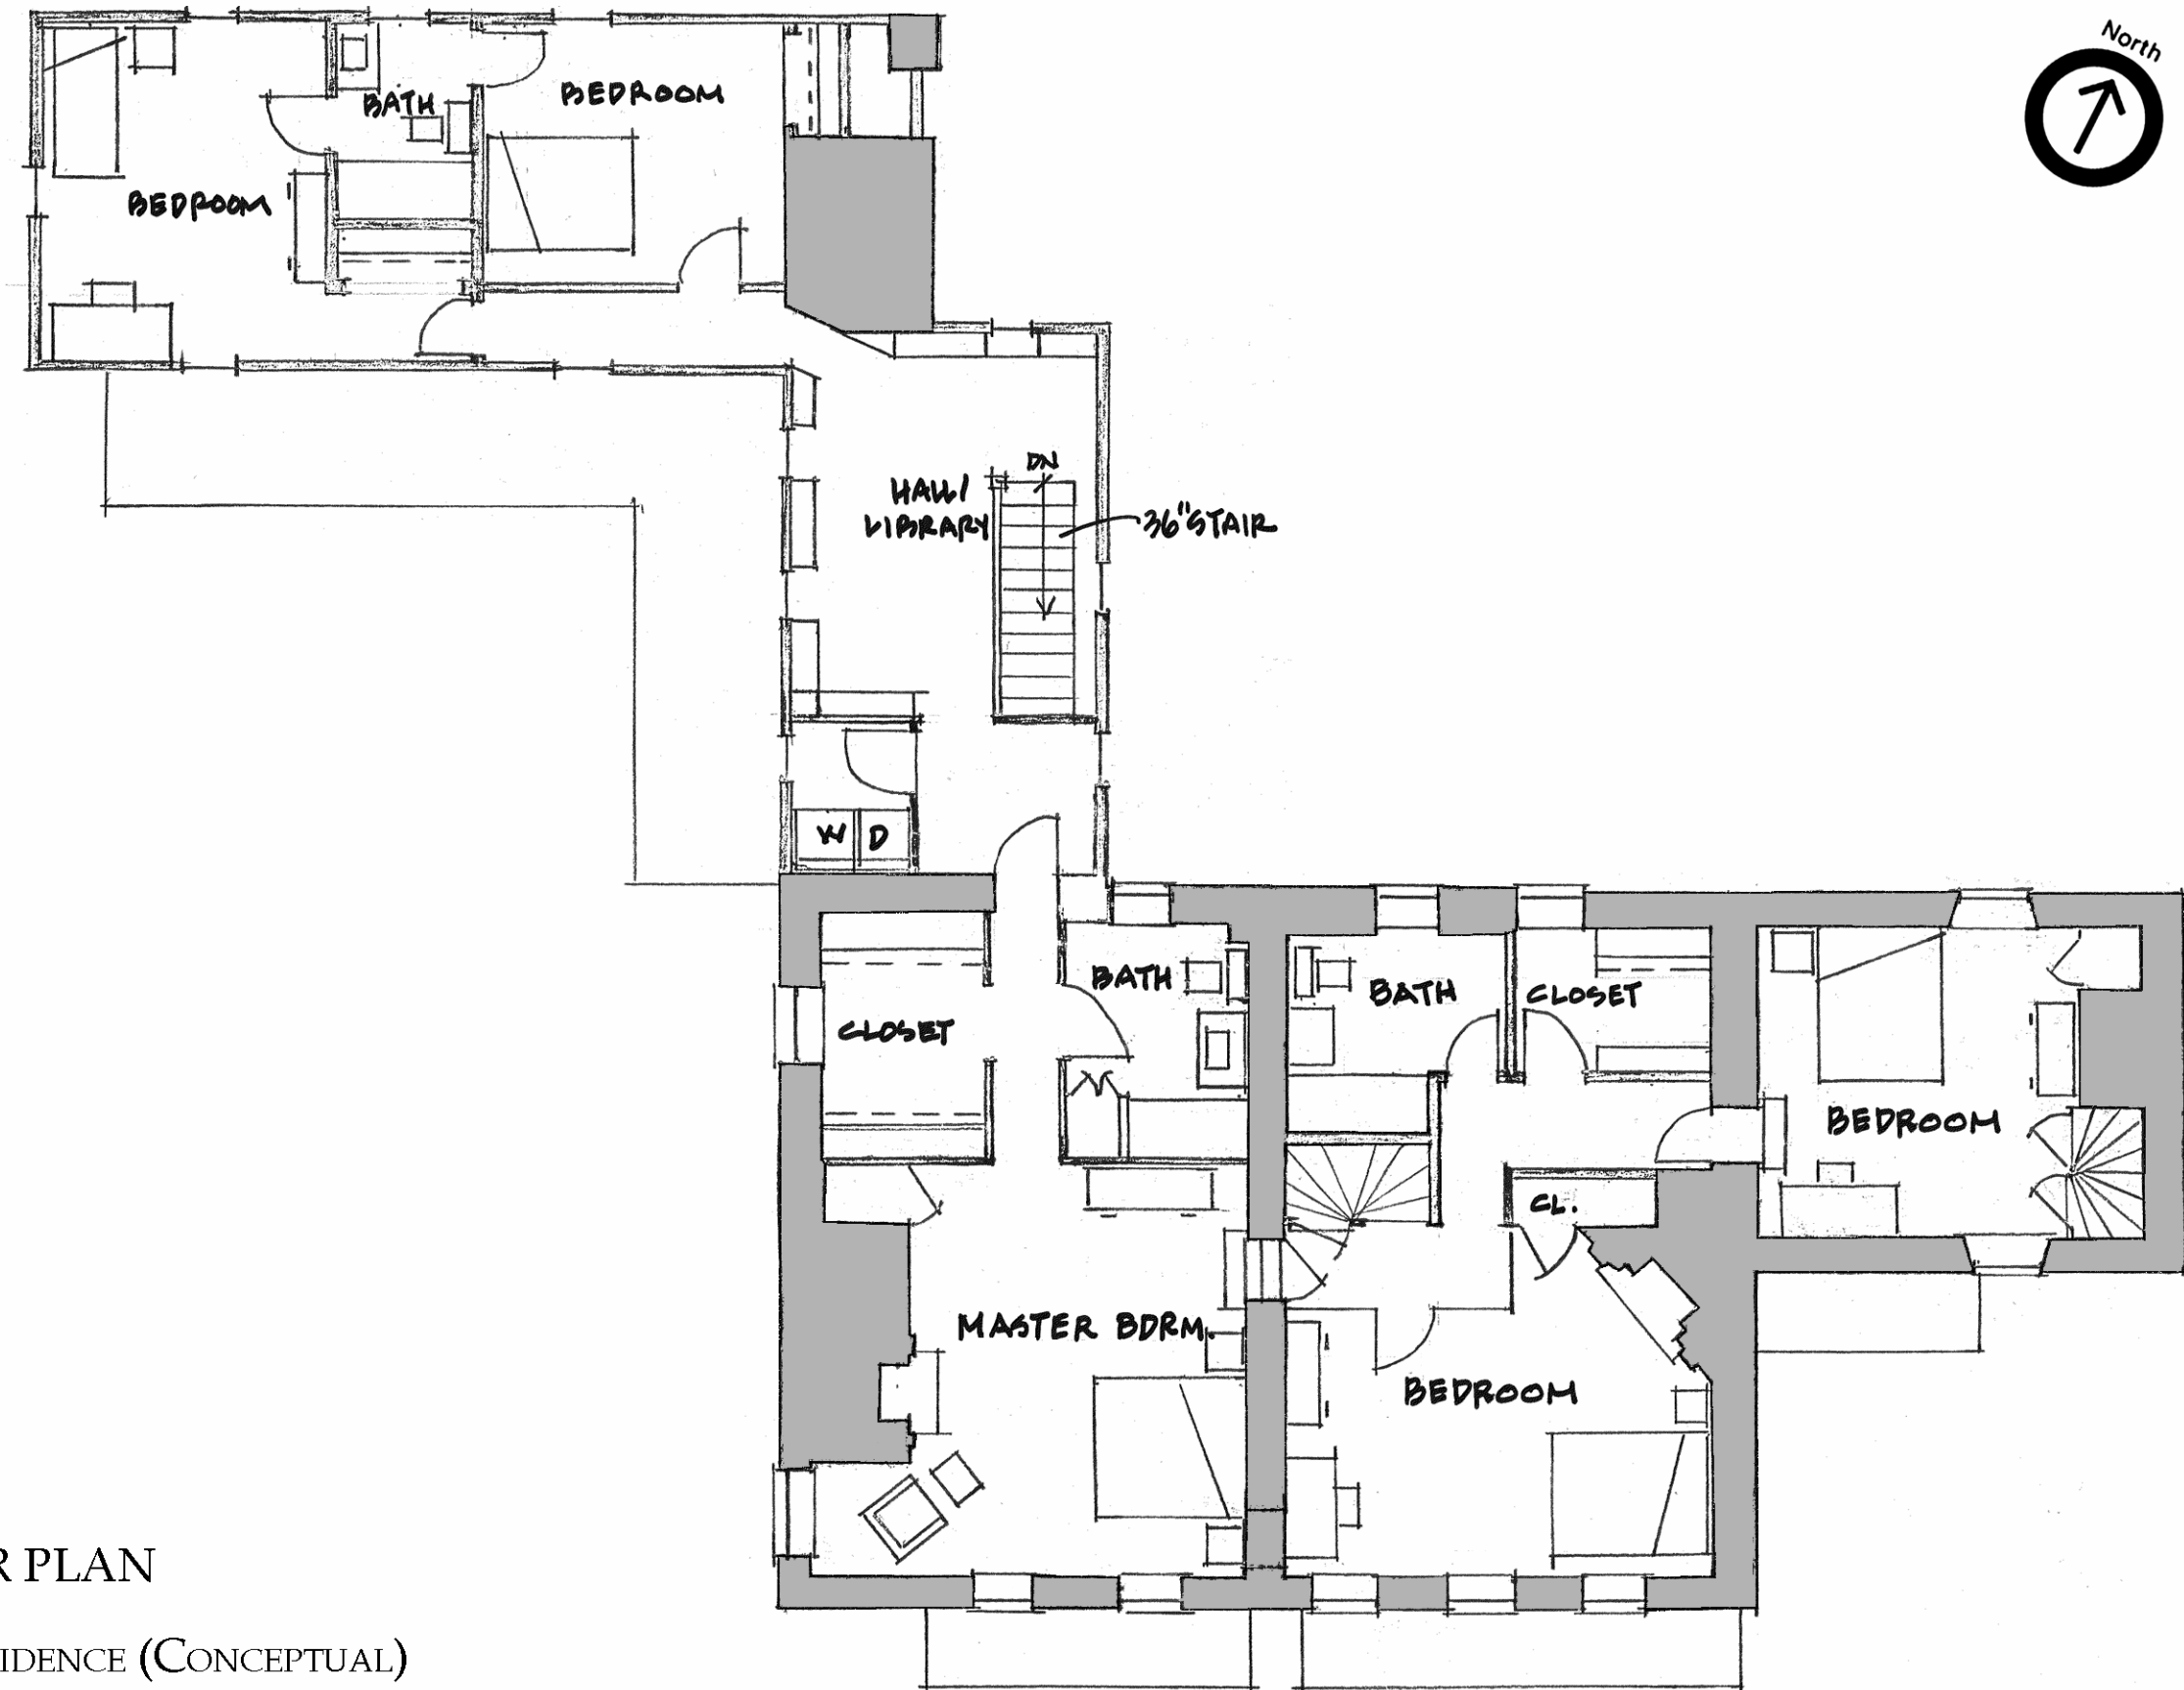 North
BATH
BEDROOM
BEDROOM
DN
HALL/
LIBRARY
36" STAIR
W D
BATH
BATH
CLOSET
CLOSET
BEDROOM
CL.
MASTER BDRM.
BEDROOM
R PLAN
IDENCE (CONCEPTUAL)